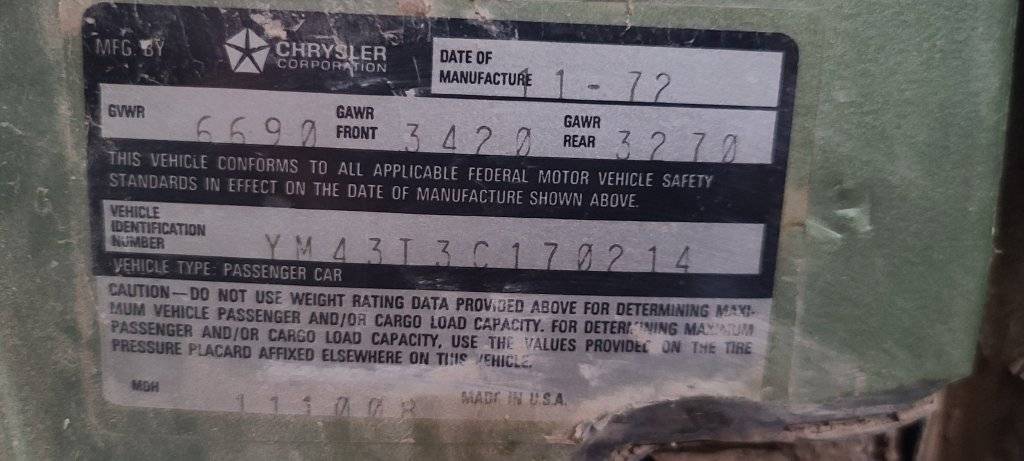 MFG. BY CHRYSLER CORPORATION
DATE OF MANUFACTURE 11-72
GVWR 6690 GAWR FRONT 3420 GAWR REAR 3270
THIS VEHICLE CONFORMS TO ALL APPLICABLE FEDERAL MOTOR VEHICLE SAFETY
STANDARDS IN EFFECT ON THE DATE OF MANUFACTURE SHOWN ABOVE.
VEHICLE
IDENTIFICATION
NUMBER YM43T3C170214
VEHICLE TYPE: PASSENGER CAR
CAUTION—DO NOT USE WEIGHT RATING DATA PROVIDED ABOVE FOR DETERMINING MAXI-
MUM VEHICLE PASSENGER AND/OR CARGO LOAD CAPACITY. FOR DETERMINING MAXIMUM
PASSENGER AND/OR CARGO LOAD CAPACITY, USE THE VALUES PROVIDED ON THE TIRE
PRESSURE PLACARD AFFIXED ELSEWHERE ON THIS VEHICLE.
MDH MADE IN U.S.A.